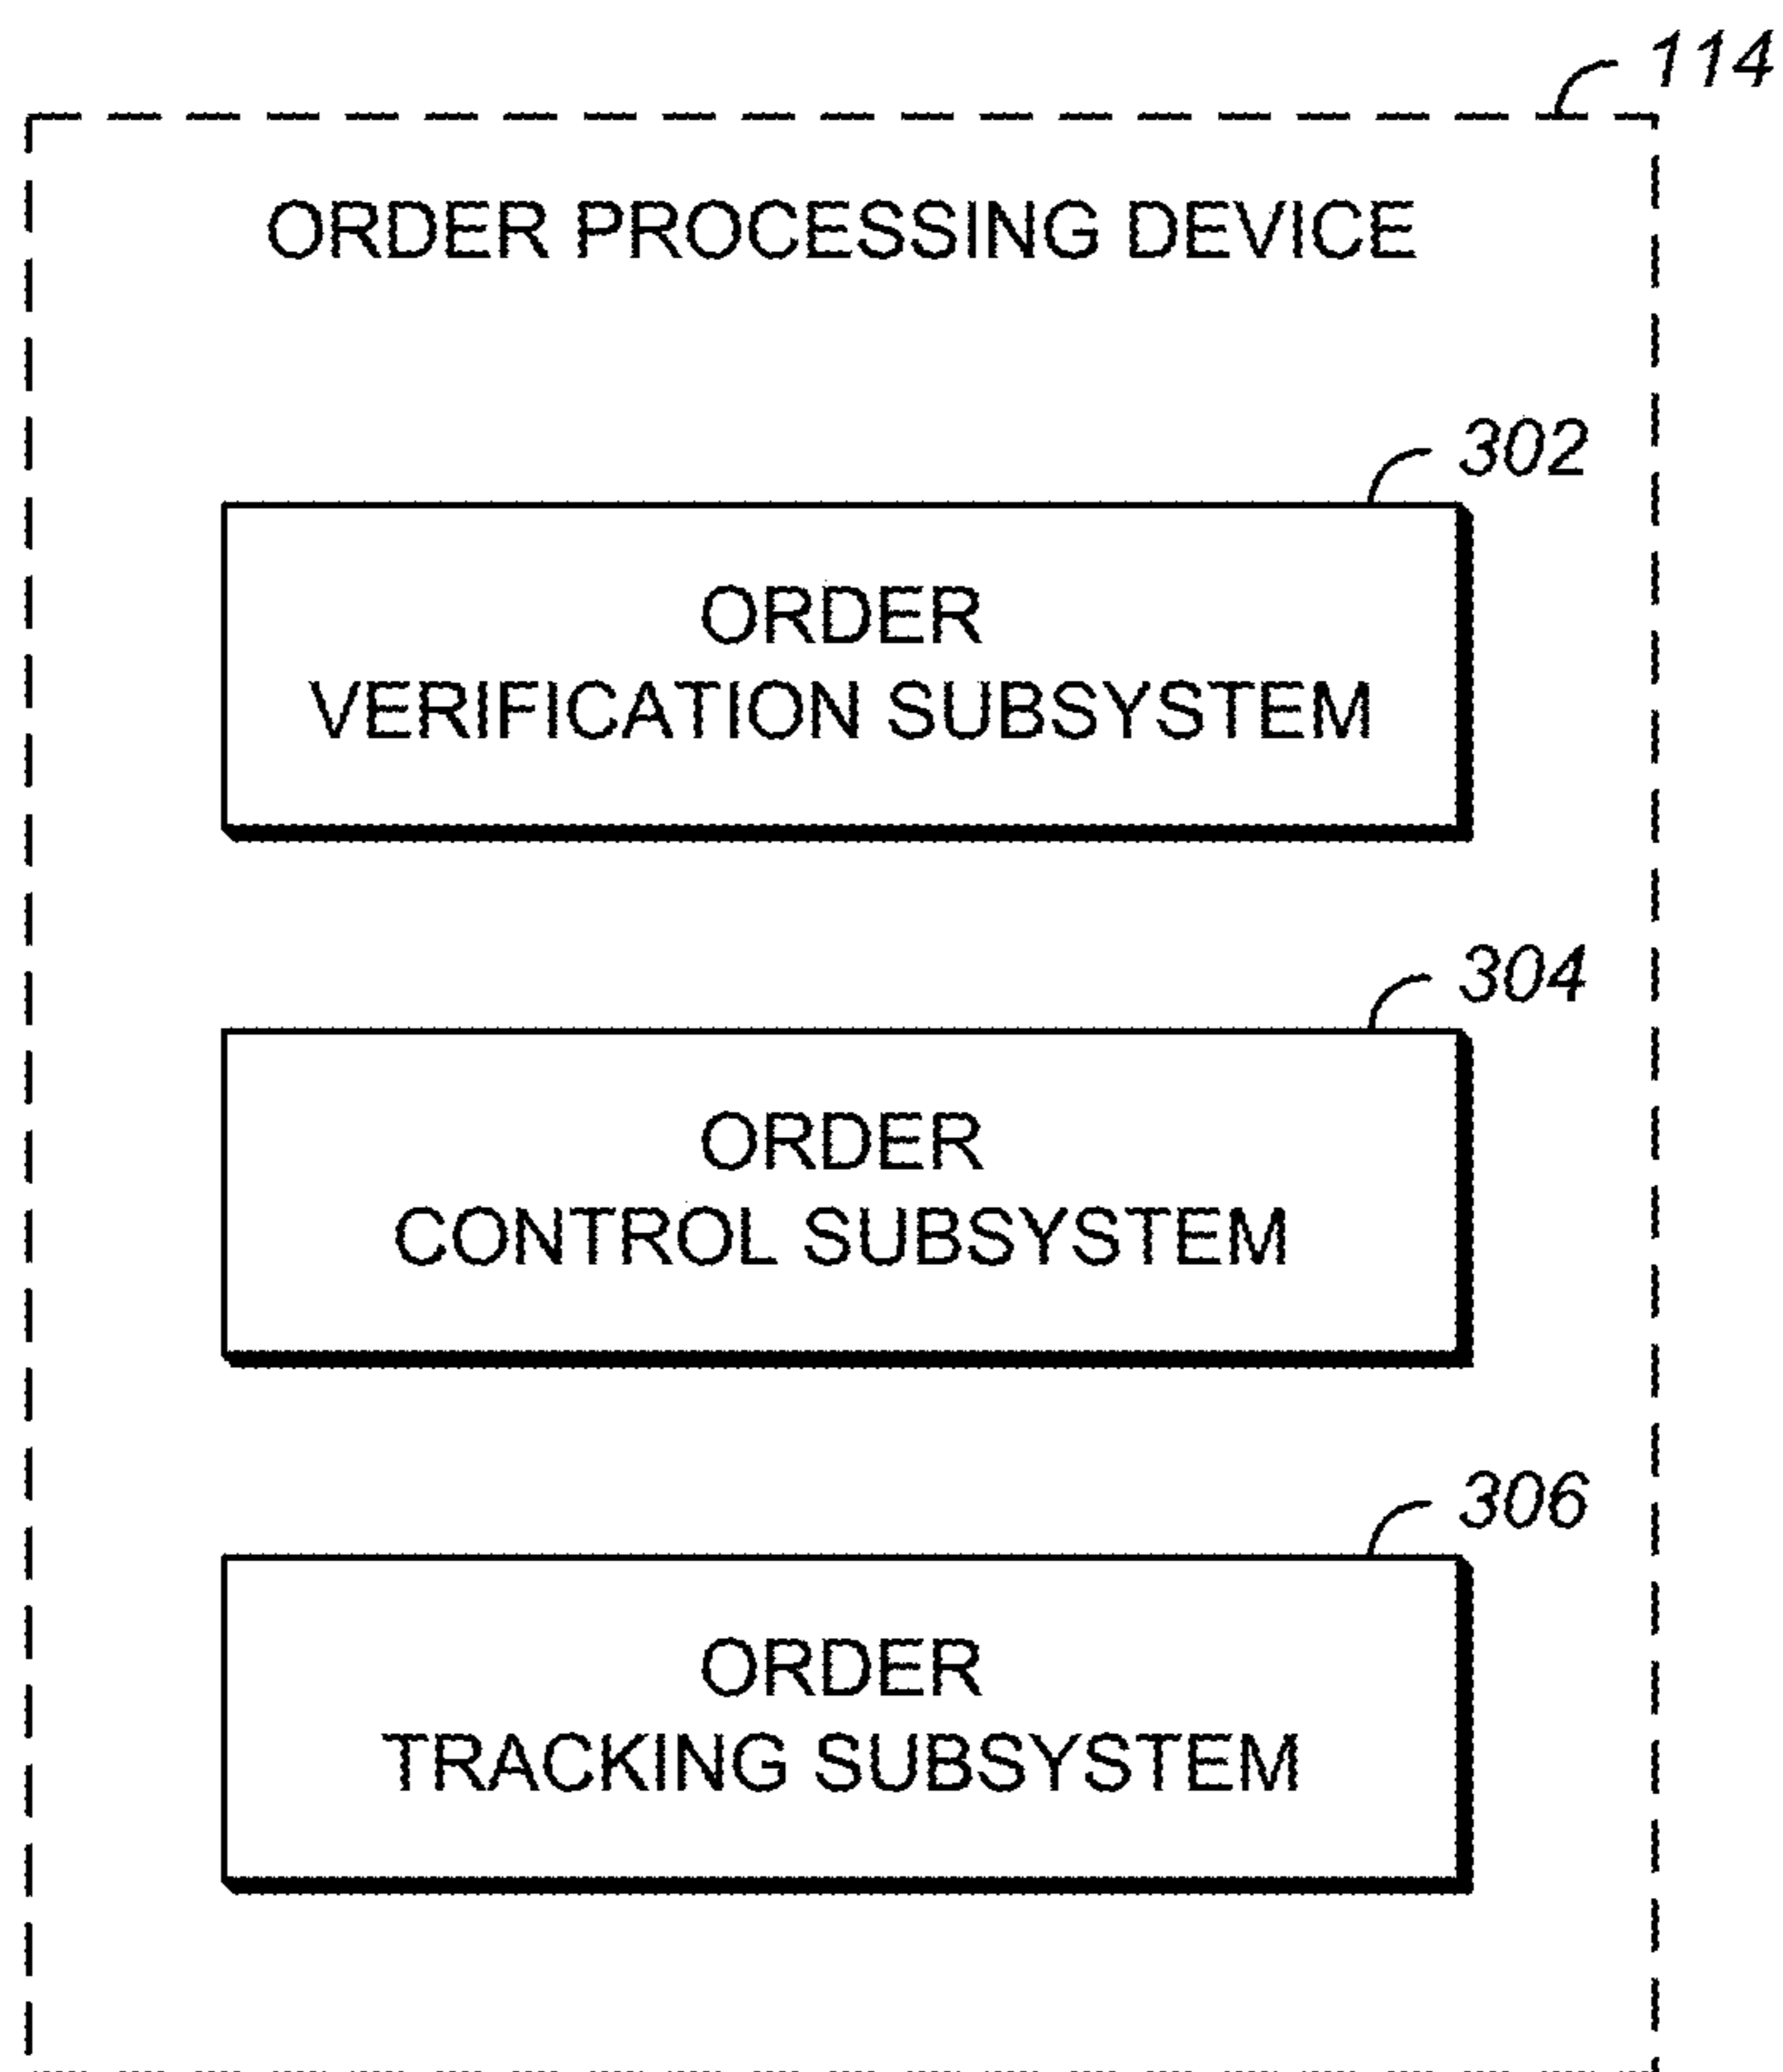 114
ORDER PROCESSING DEVICE
302
ORDER
VERIFICATION SUBSYSTEM
304
ORDER
CONTROL SUBSYSTEM
306
ORDER
TRACKING SUBSYSTEM